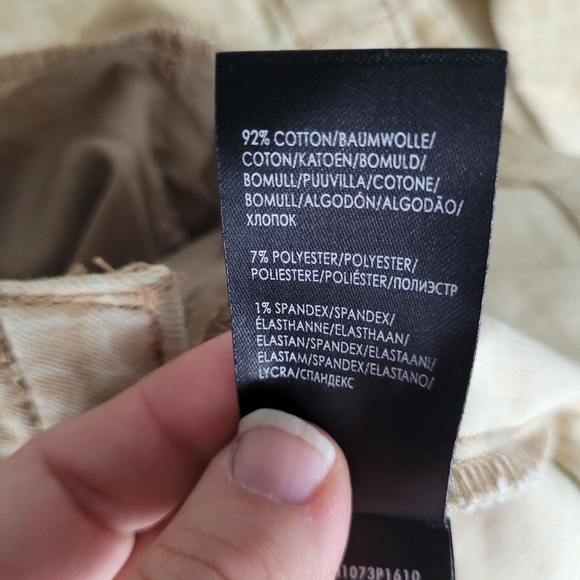 92% COTTON/BAUMWOLLE/
COTON/KATOEN/BOMULD/
BOMULL/PUUVILLA/COTONE/
BOMULL/ALGODÓN/ALGODÃO/
ХЛОПОК
7% POLYESTER/POLYESTER/
POLIESTERE/POLIÉSTER/ПОЛИЭСТР
1% SPANDEX/SPANDEX/
ÉLASTHANNE/ELASTHAAN/
ELASTAN/SPANDEX/ELASTAANI/
ELASTAM/SPANDEX/ELASTANO/
LYCRA/СПАНДЕКС
1073P1610